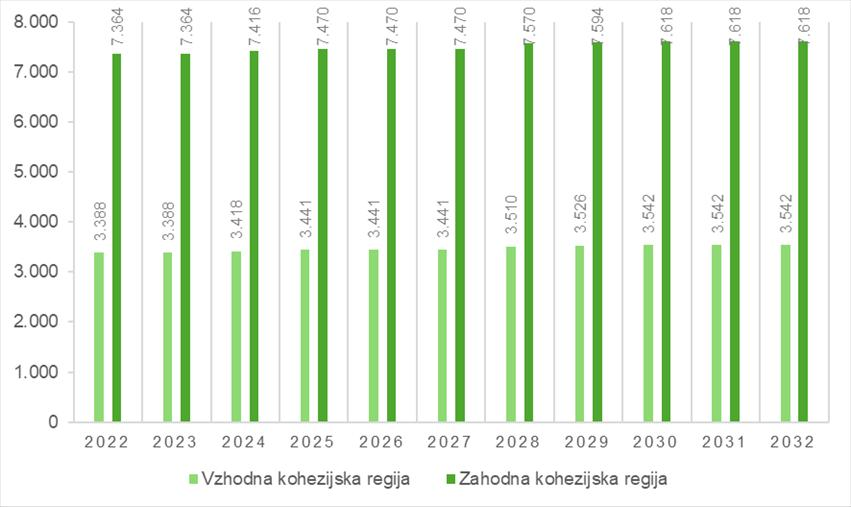 8.000
7.000
6.000
5.000
4.000
3.000
2.000
1.000
0
7.364 7.364 7.416 7.470 7.470 7.470 7.570 7.594 7.618 7.618 7.618
3.388 3.388 3.418 3.441 3.441 3.441 3.510 3.526 3.542 3.542 3.542
2022 2023 2024 2025 2026 2027 2028 2029 2030 2031 2032
Vzhodna kohezijska regija Zahodna kohezijska regija